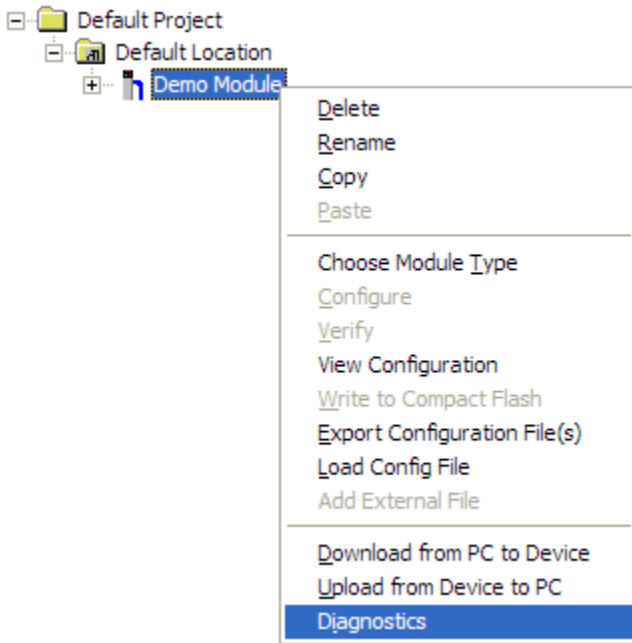 Default Project
Default Location
Demo Module
Delete
Rename
Copy
Paste
Choose Module Type
Configure
Verify
View Configuration
Write to Compact Flash
Export Configuration File(s)
Load Config File
Add External File
Download from PC to Device
Upload from Device to PC
Diagnostics